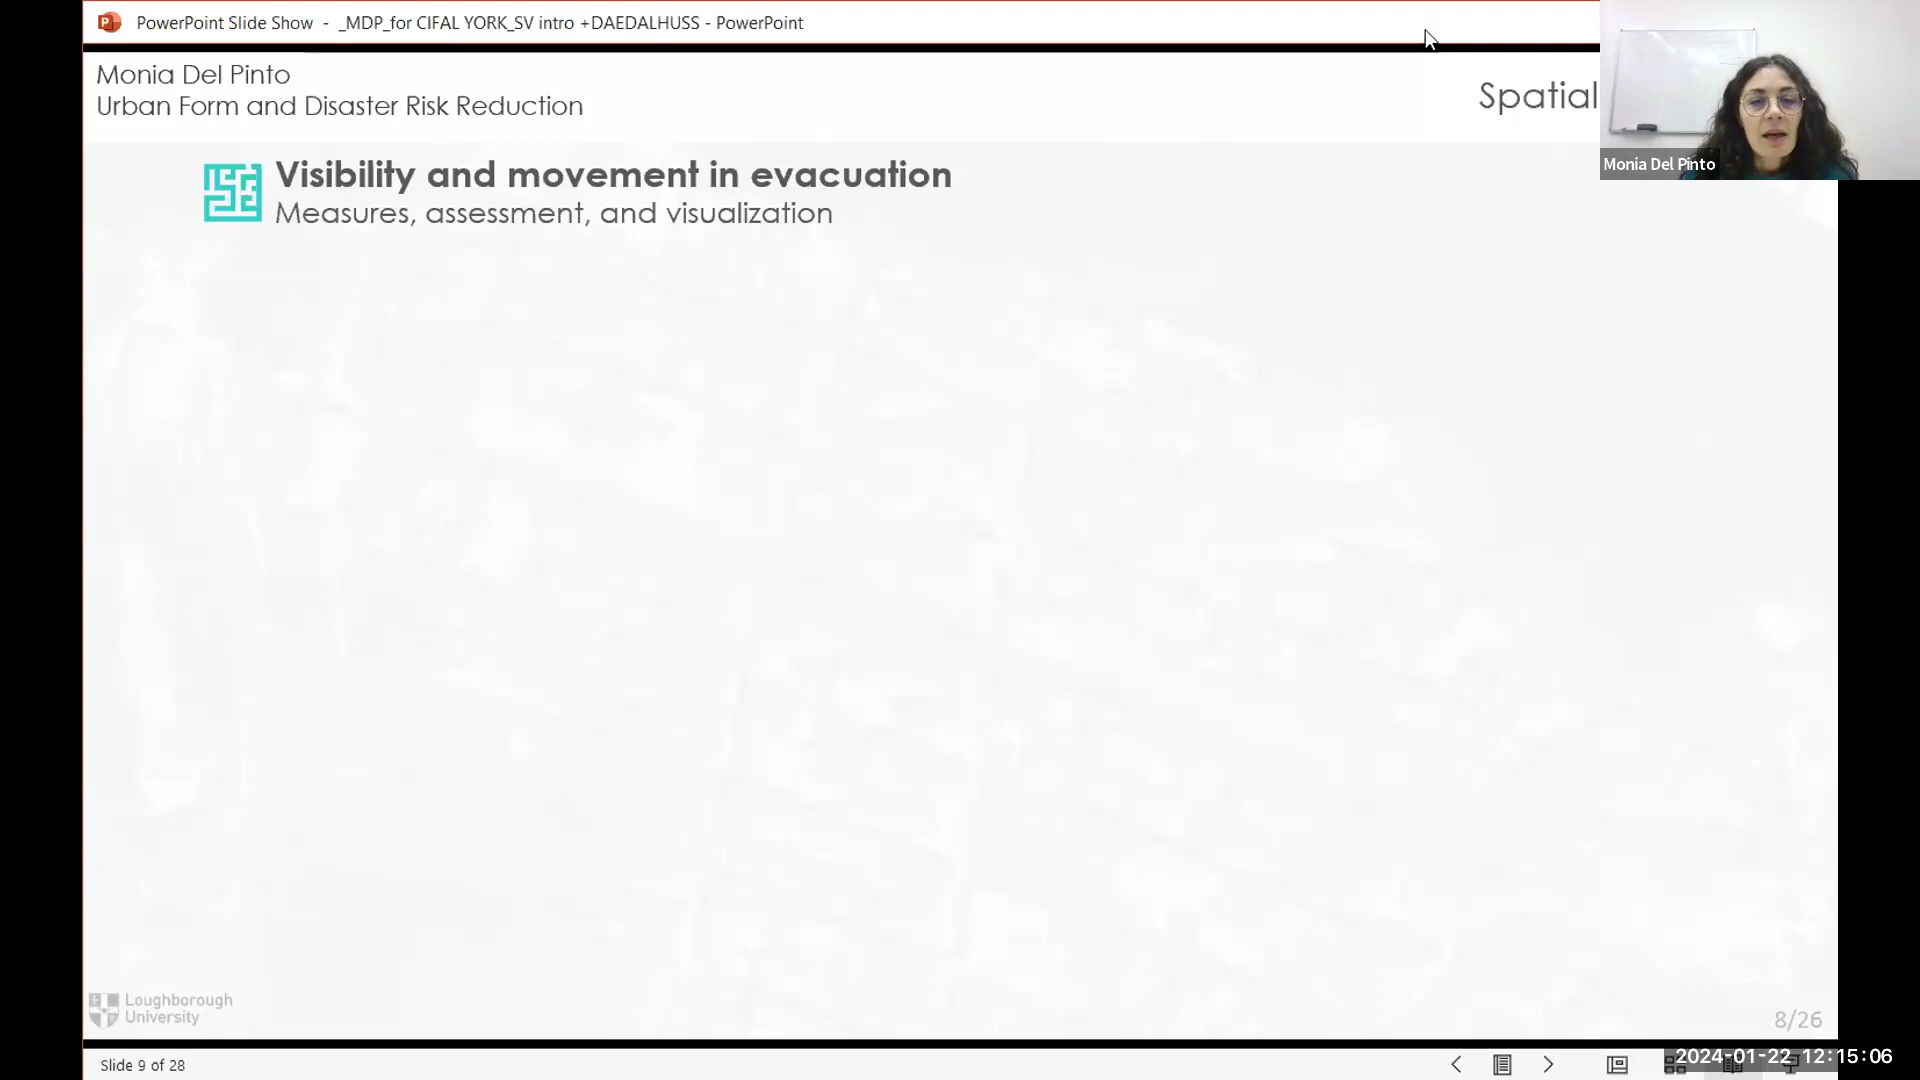 PowerPoint Slide Show - _MDP_for CIFAL YORK_SV intro +DAEDALHUSS - PowerPoint
Monia Del Pinto
Urban Form and Disaster Risk Reduction
Spatial
Monia Del Pinto
Visibility and movement in evacuation
Measures, assessment, and visualization
Loughborough
University
8/26
Slide 9 of 28
2024-01-22 12:15:06